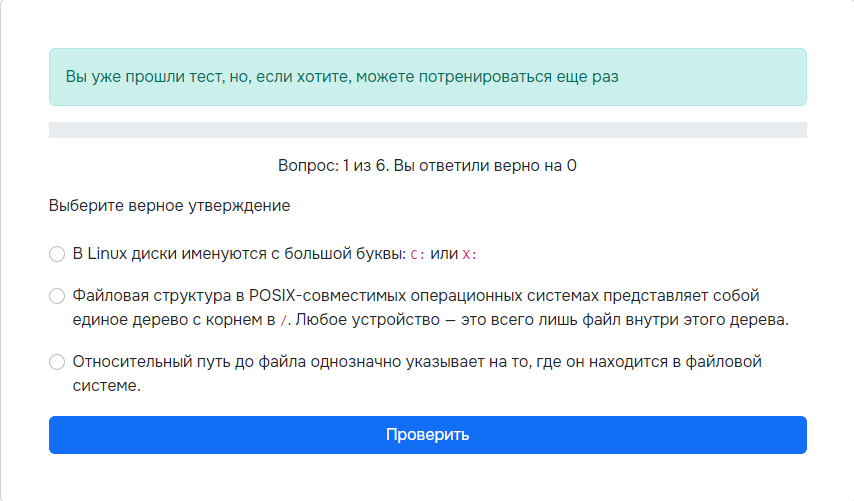 Вы уже прошли тест, но, если хотите, можете потренироваться еще раз
Вопрос: 1 из 6. Вы ответили верно на 0
Выберите верное утверждение
В Linux диски именуются с большой буквы: C: или X:
Файловая структура в POSIX-совместимых операционных системах представляет собой
единое дерево с корнем в /. Любое устройство — это всего лишь файл внутри этого дерева.
Относительный путь до файла однозначно указывает на то, где он находится в файловой
системе.
Проверить